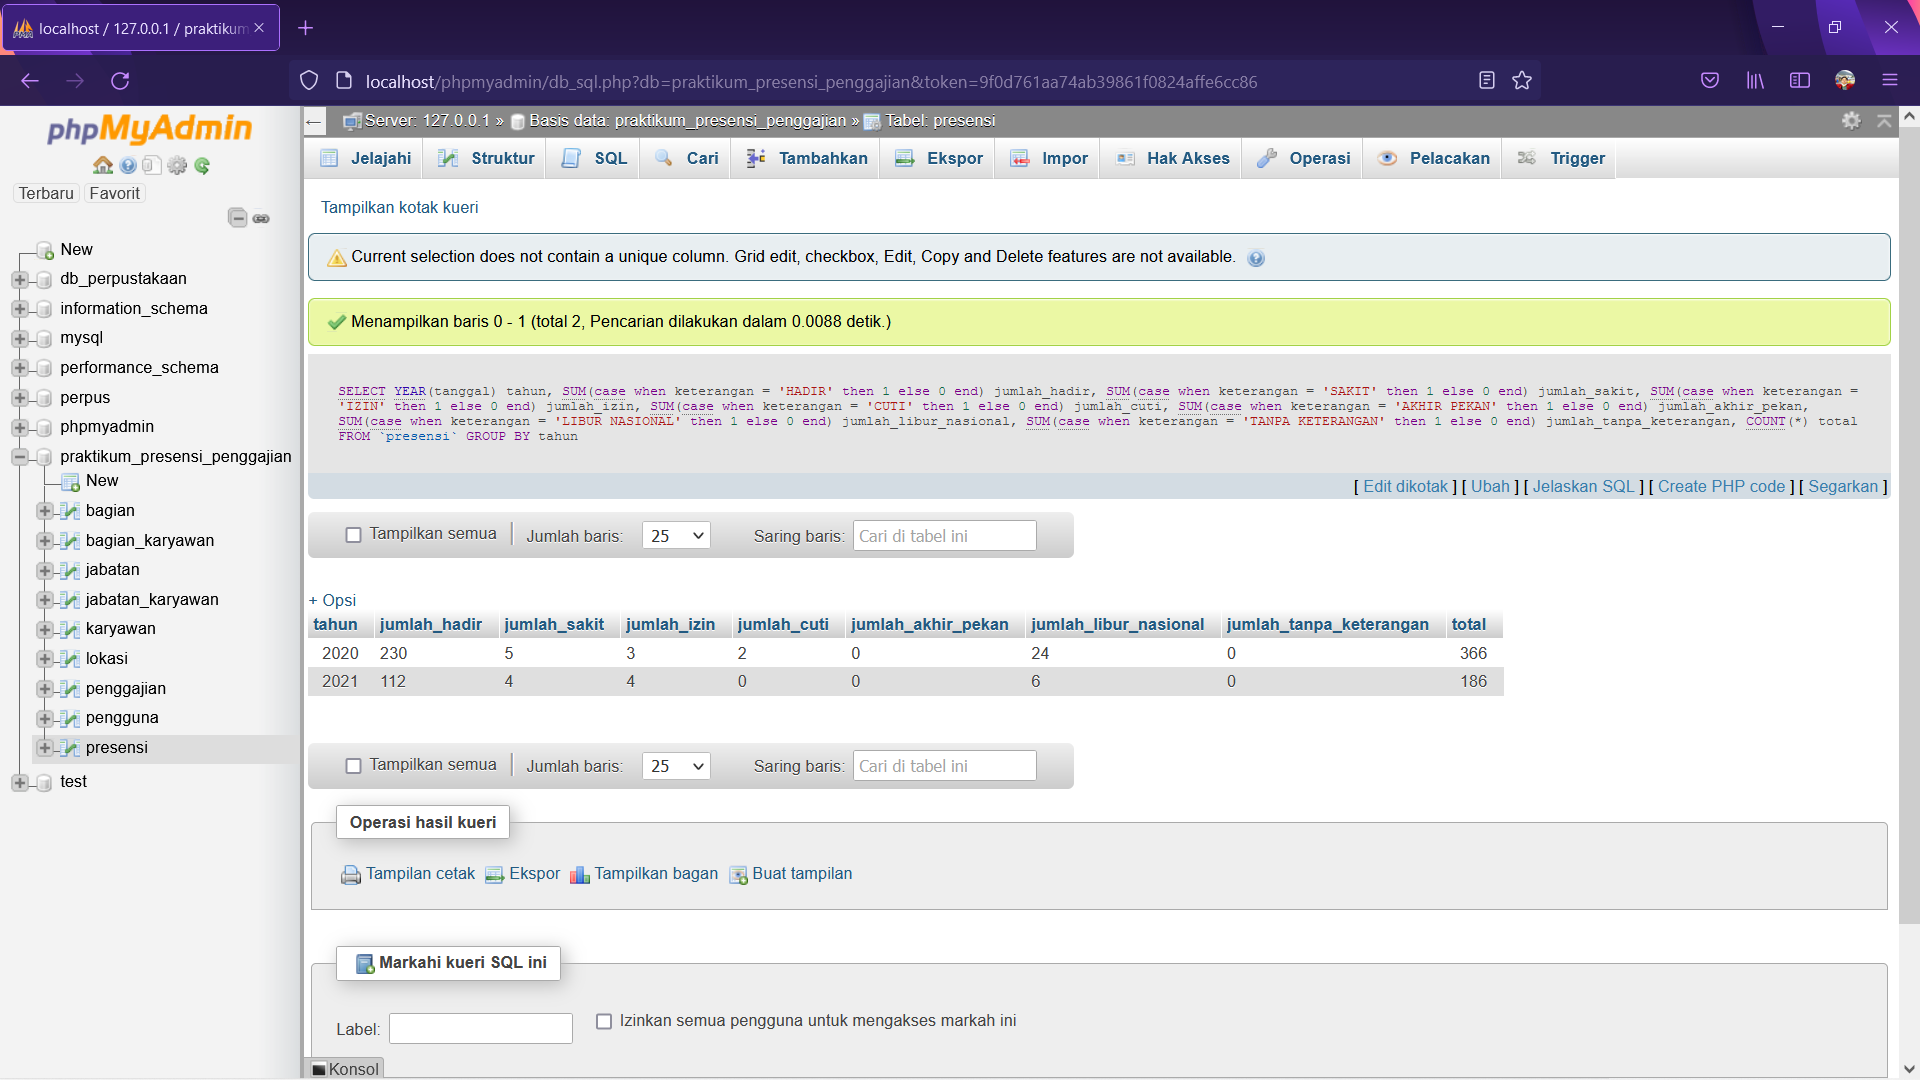 localhost / 127.0.0.1 / praktikum
localhost/phpmyadmin/db_sql.php?db=praktikum_presensi_penggajian&token=9f0d761aa74ab39861f0824affe6cc86
phpMyAdmin
Terbaru Favorit
New
db_perpustakaan
information_schema
mysql
performance_schema
perpus
phpmyadmin
praktikum_presensi_penggajian
New
bagian
bagian_karyawan
jabatan
jabatan_karyawan
karyawan
lokasi
penggajian
pengguna
presensi
test
Server: 127.0.0.1 » Basis data: praktikum_presensi_penggajian » Tabel: presensi
Jelajahi Struktur SQL Cari Tambahkan Ekspor Impor Hak Akses Operasi Pelacakan Trigger
Tampilkan kotak kueri
Current selection does not contain a unique column. Grid edit, checkbox, Edit, Copy and Delete features are not available.
Menampilkan baris 0 - 1 (total 2, Pencarian dilakukan dalam 0.0088 detik.)
SELECT YEAR(tanggal) tahun, SUM(case when keterangan = 'HADIR' then 1 else 0 end) jumlah_hadir, SUM(case when keterangan = 'SAKIT' then 1 else 0 end) jumlah_sakit, SUM(case when keterangan =
'IZIN' then 1 else 0 end) jumlah_izin, SUM(case when keterangan = 'CUTI' then 1 else 0 end) jumlah_cuti, SUM(case when keterangan = 'AKHIR PEKAN' then 1 else 0 end) jumlah_akhir_pekan,
SUM(case when keterangan = 'LIBUR NASIONAL' then 1 else 0 end) jumlah_libur_nasional, SUM(case when keterangan = 'TANPA KETERANGAN' then 1 else 0 end) jumlah_tanpa_keterangan, COUNT(*) total
FROM `presensi` GROUP BY tahun
[ Edit dikotak ] [ Ubah ] [ Jelaskan SQL ] [ Create PHP code ] [ Segarkan ]
Tampilkan semua | Jumlah baris: 25 Saring baris: Cari di tabel ini
+ Opsi
tahun jumlah_hadir jumlah_sakit jumlah_izin jumlah_cuti jumlah_akhir_pekan jumlah_libur_nasional jumlah_tanpa_keterangan total
2020 230 5 3 2 0 24 0 366
2021 112 4 4 0 0 6 0 186
Tampilkan semua | Jumlah baris: 25 Saring baris: Cari di tabel ini
Operasi hasil kueri
Tampilan cetak Ekspor Tampilkan bagan Buat tampilan
Markahi kueri SQL ini
Label: Izinkan semua pengguna untuk mengakses markah ini
Konsol